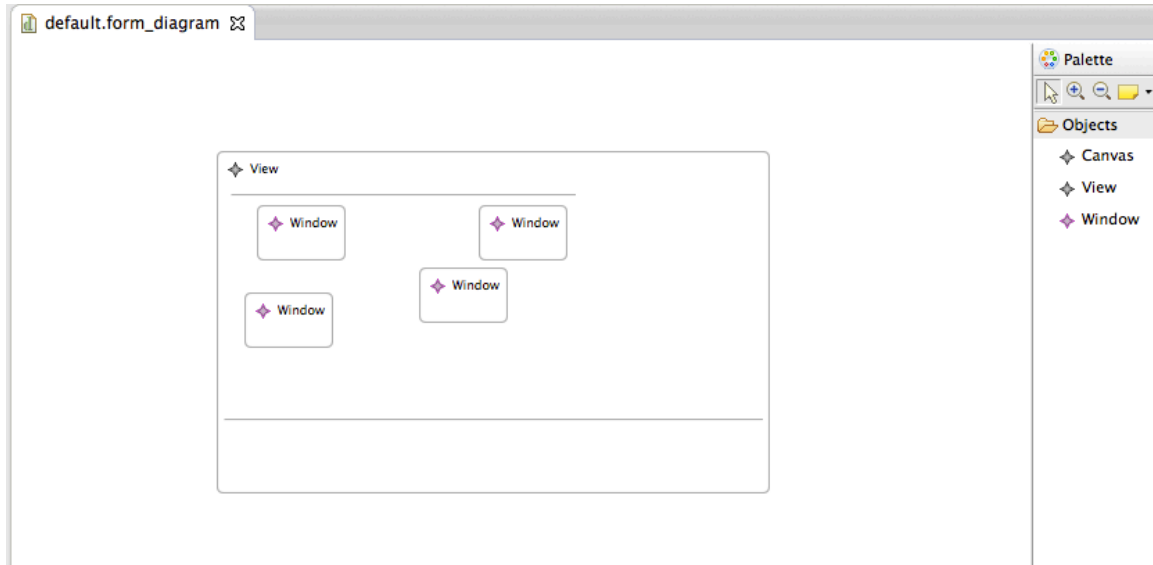 default.form_diagram
Palette
Objects
Canvas
View
Window
View
Window
Window
Window
Window